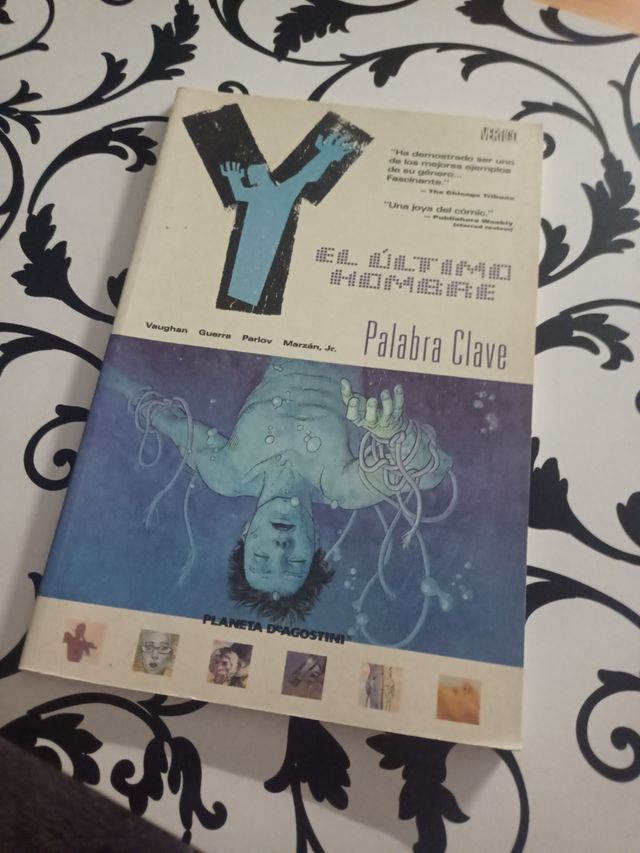 Y
VERTIGO
"Ha demostrado ser uno
de los mejores ejemplos
de su género...
Fascinante."
— The Chicago Tribune
"Una joya del cómic."
— Publishers Weekly
(starred review)
EL ÚLTIMO
HOMBRE
Vaughan Guerra Parlov Marzán, Jr.
Palabra Clave
PLANETA DeAGOSTINI